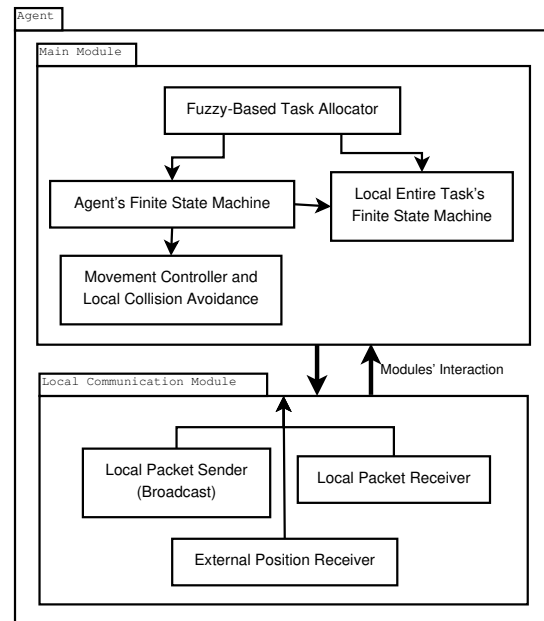 Agent
Main Module
Fuzzy-Based Task Allocator
Agent's Finite State Machine
Local Entire Task's
Finite State Machine
Movement Controller and
Local Collision Avoidance
Modules' Interaction
Local Communication Module
Local Packet Sender
(Broadcast)
Local Packet Receiver
External Position Receiver